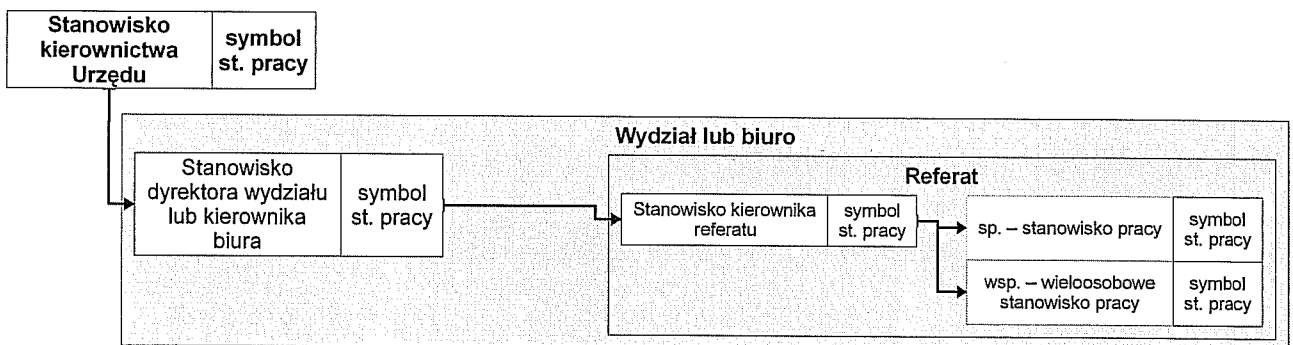 Stanowisko
kierownictwa
Urzędu
symbol
st. pracy
Wydział lub biuro
Stanowisko
dyrektora wydziału
lub kierownika
biura
symbol
st. pracy
Referat
Stanowisko kierownika
referatu
symbol
st. pracy
sp. – stanowisko pracy
symbol
st. pracy
wsp. – wieloosobowe
stanowisko pracy
symbol
st. pracy